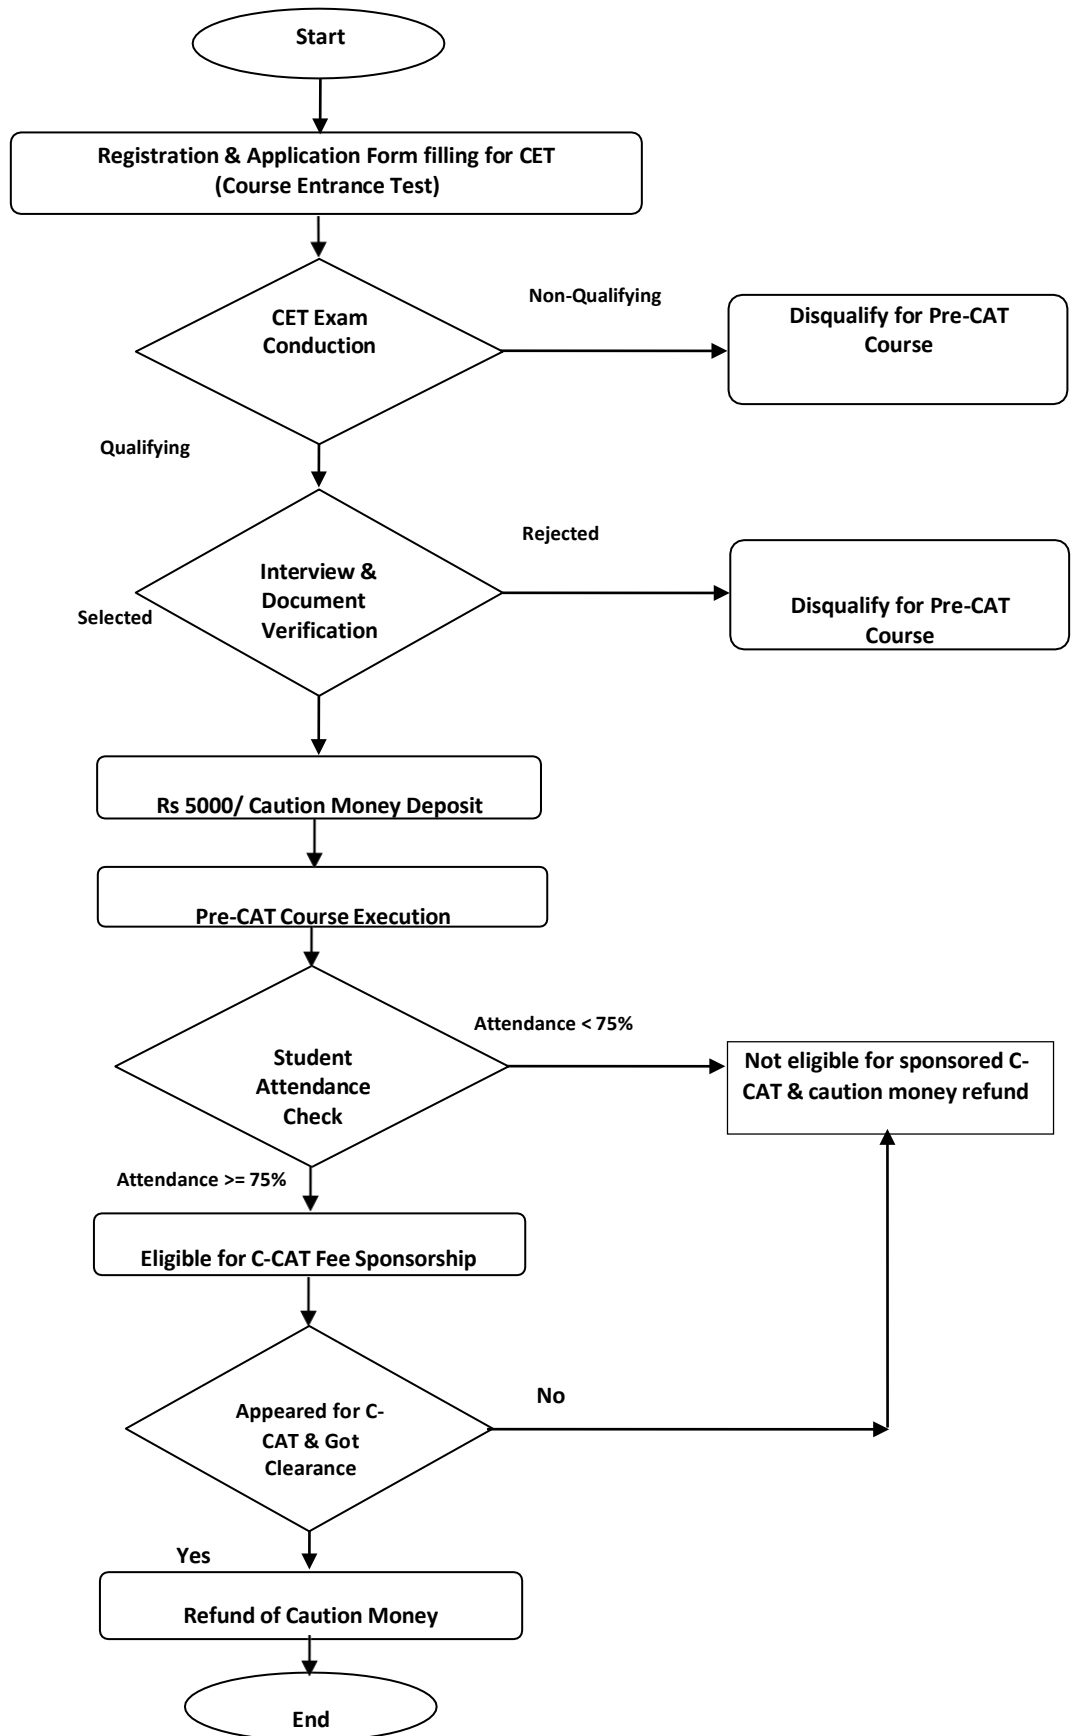 Start
Registration & Application Form filling for CET
(Course Entrance Test)
CET Exam
Conduction
Non-Qualifying
Disqualify for Pre-CAT
Course
Qualifying
Interview &
Document
Verification
Rejected
Disqualify for Pre-CAT
Course
Selected
Rs 5000/ Caution Money Deposit
Pre-CAT Course Execution
Student
Attendance
Check
Attendance < 75%
Not eligible for sponsored C-
CAT & caution money refund
Attendance >= 75%
Eligible for C-CAT Fee Sponsorship
Appeared for C-
CAT & Got
Clearance
No
Yes
Refund of Caution Money
End